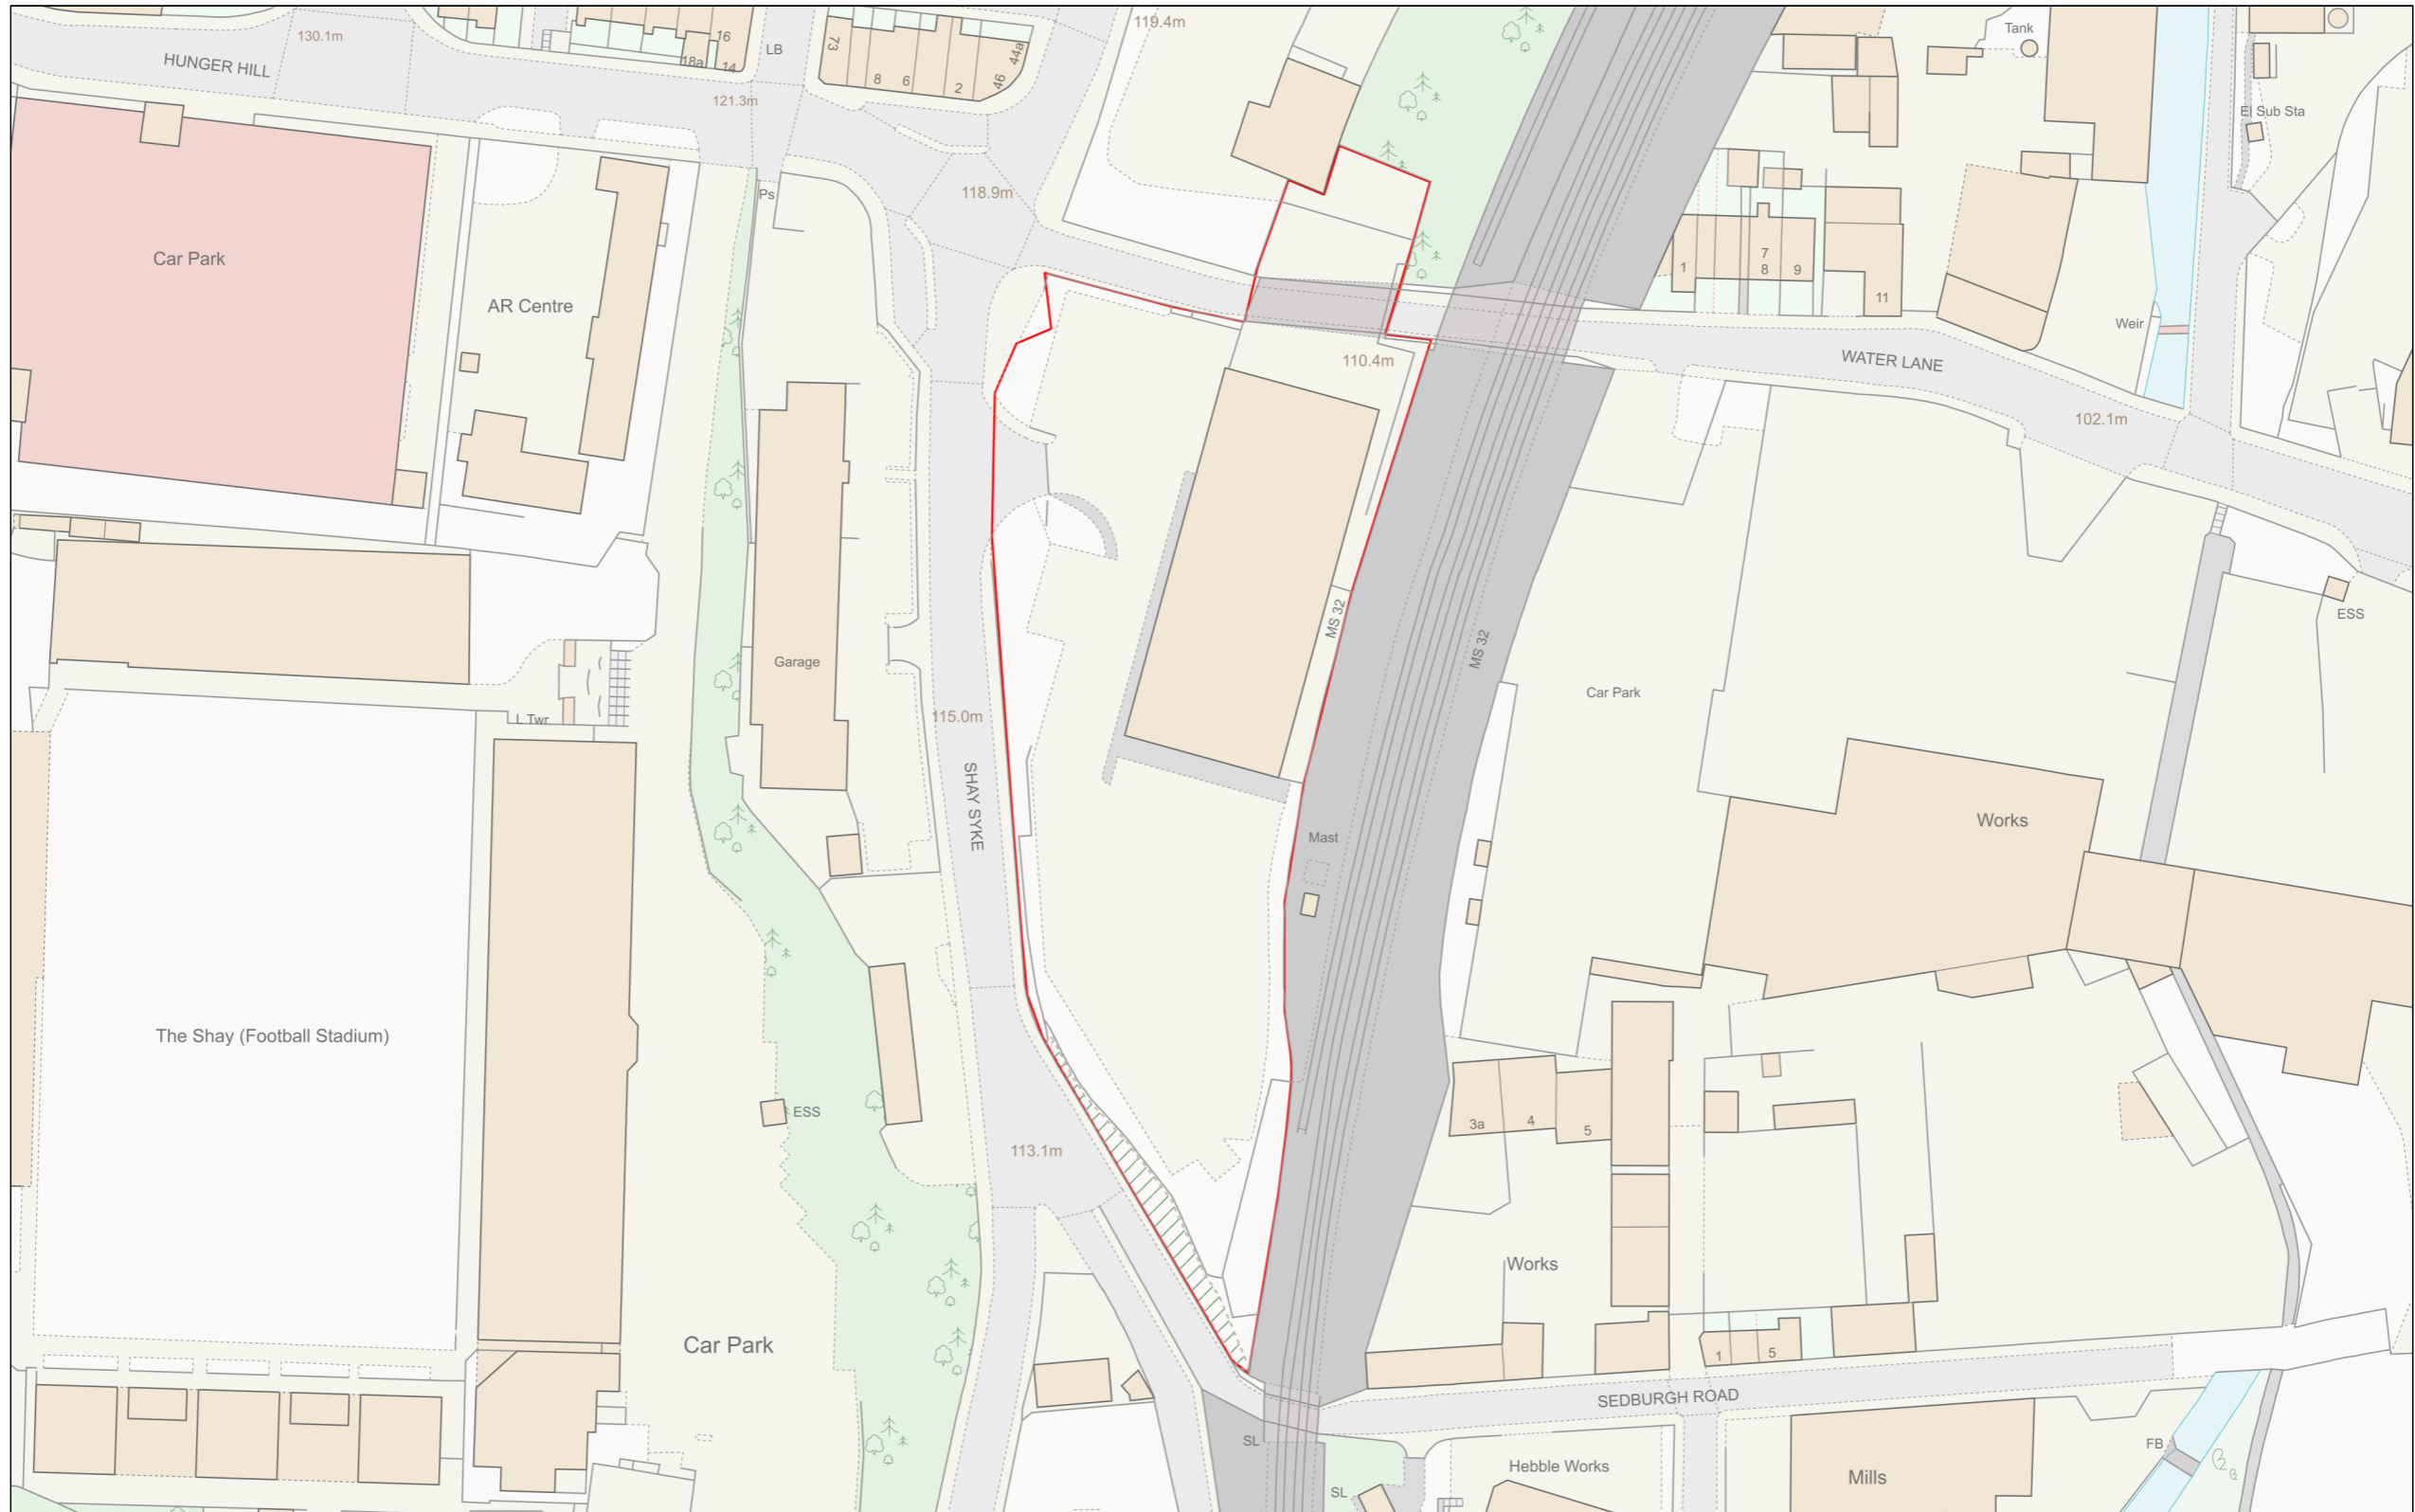 130.1m
HUNGER HILL
16
18a
14
LB
121.3m
73
8
6
2
46
44a
119.4m
Tank
El Sub Sta
Ps
118.9m
Car Park
AR Centre
1
7
8
9
11
Weir
110.4m
WATER LANE
102.1m
MS 32
MS 32
ESS
Garage
Car Park
L Twr
115.0m
SHAY SYKE
Mast
Works
The Shay (Football Stadium)
ESS
113.1m
3a
4
5
Works
Car Park
1
5
SEDBURGH ROAD
SL
Hebble Works
FB
Mills
SL